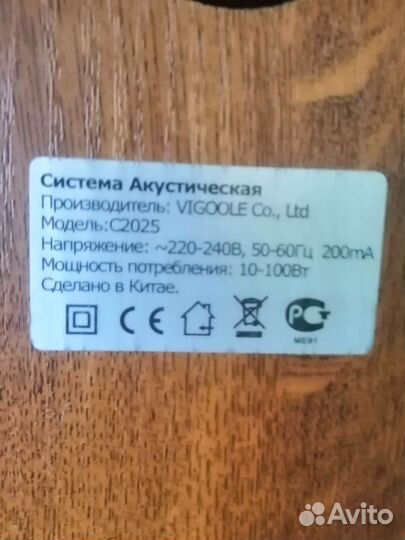 Система Акустическая
Производитель: VIGOOLE Co., Ltd
Модель:C2025
Напряжение: ~220-240В, 50-60Гц 200mA
Мощность потребления: 10-100Вт
Сделано в Китае.
CE
РСТ
ME91
Avito